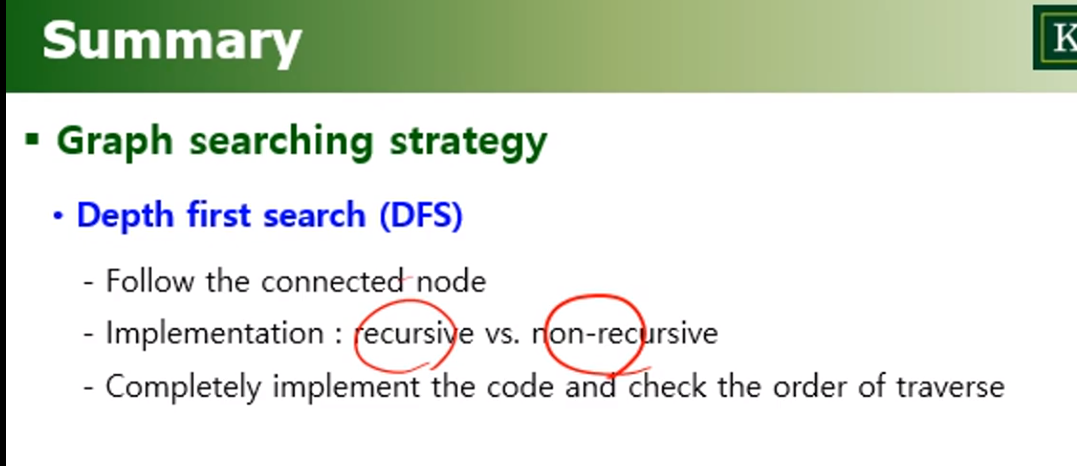 Summary
K
▪ Graph searching strategy
• Depth first search (DFS)
- Follow the connected node
- Implementation : recursive vs. non-recursive
- Completely implement the code and check the order of traverse